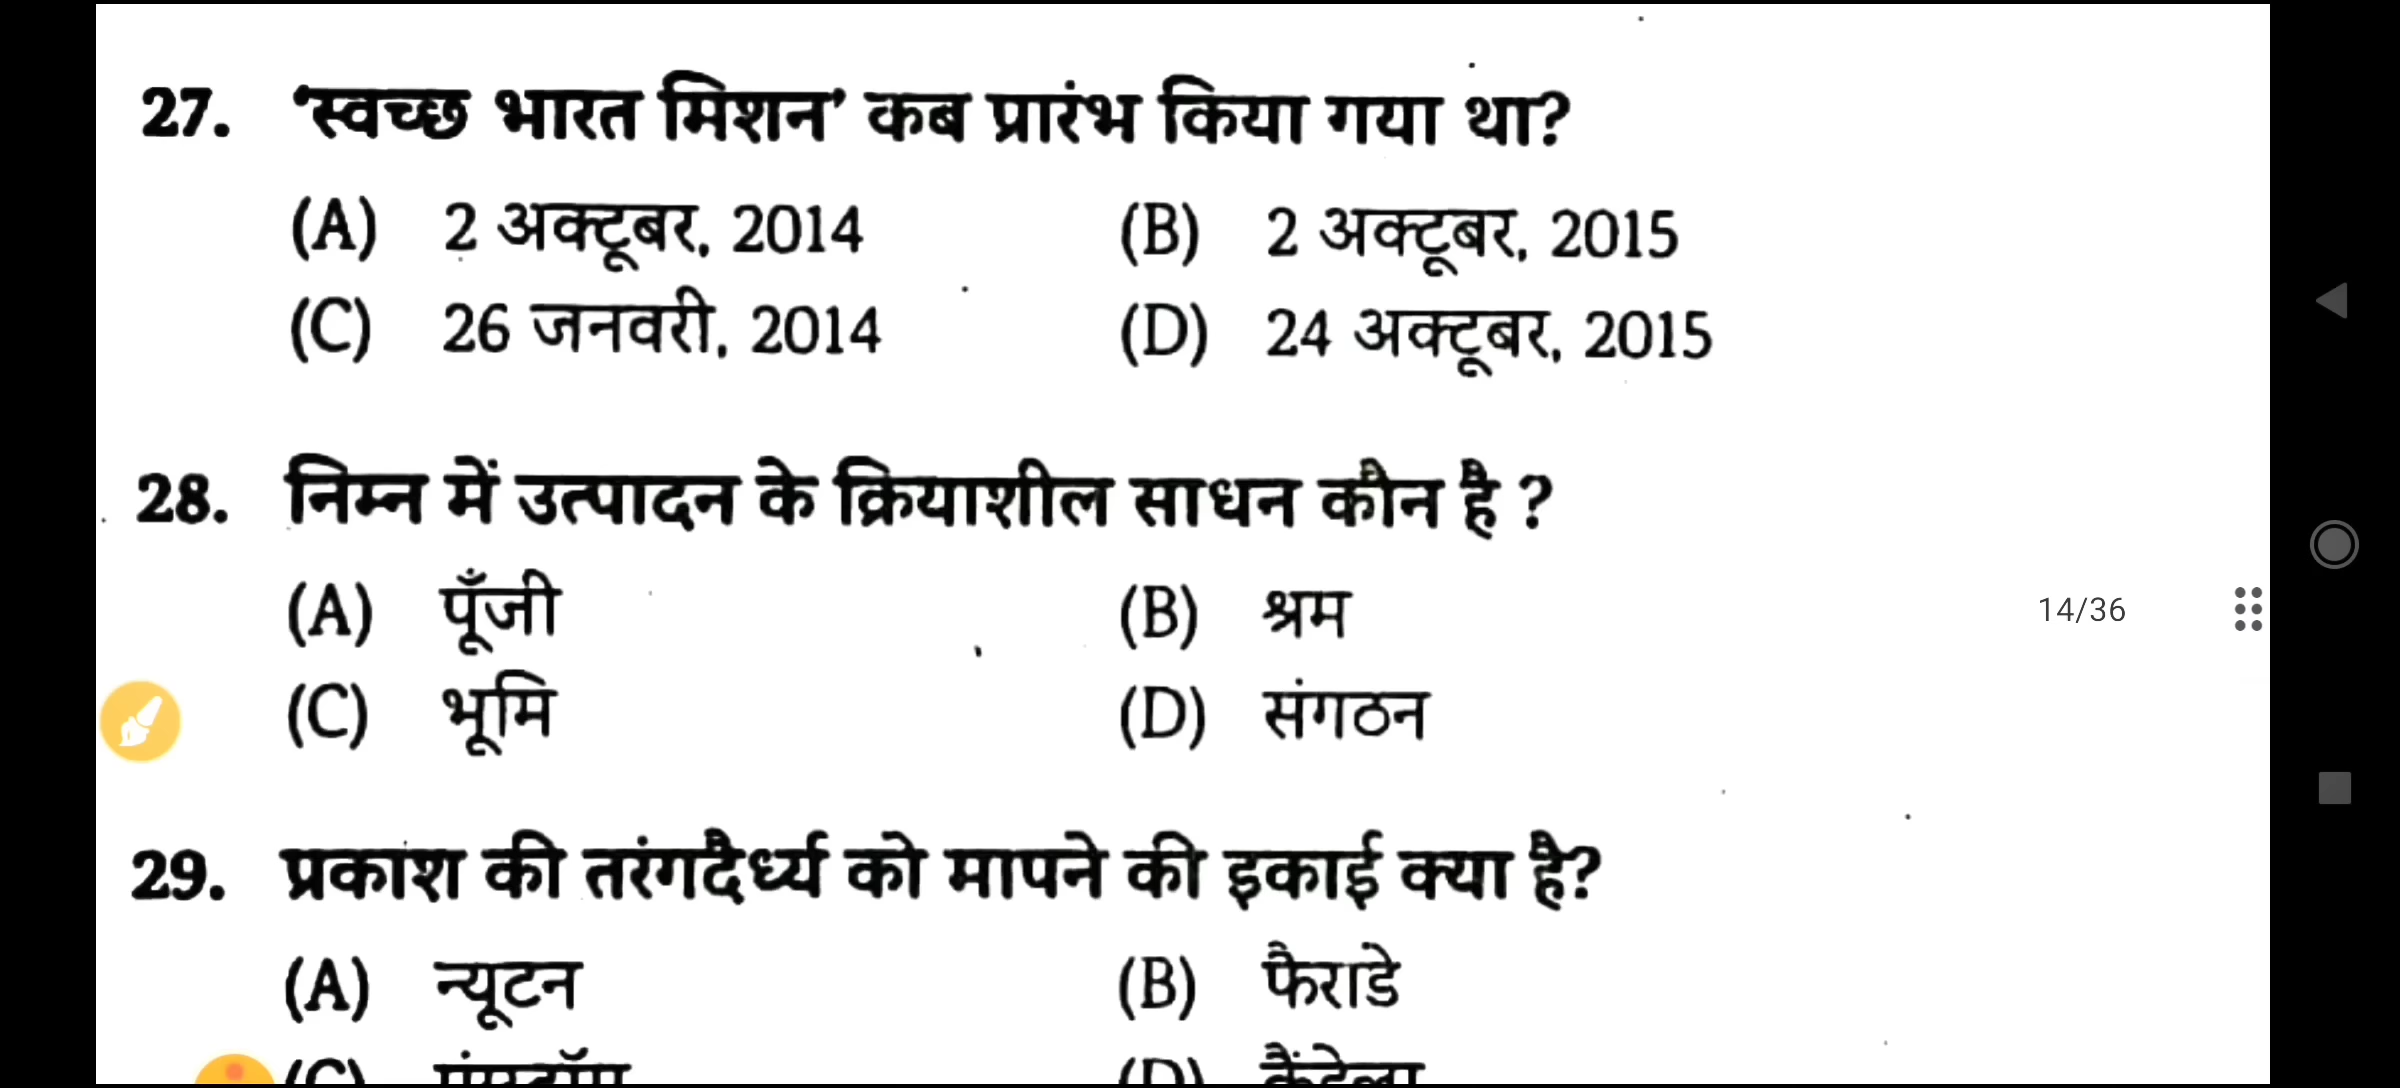 27. ‘स्वच्छ भारत मिशन’ कब प्रारंभ किया गया था?
(A) 2 अक्टूबर, 2014 (B) 2 अक्टूबर, 2015
(C) 26 जनवरी, 2014 (D) 24 अक्टूबर, 2015
28. निम्न में उत्पादन के क्रियाशील साधन कौन है ?
(A) पूँजी (B) श्रम
14/36
(C) भूमि (D) संगठन
29. प्रकाश की तरंगदैर्ध्य को मापने की इकाई क्या है?
(A) न्यूटन (B) फैराडे
(C) (D)